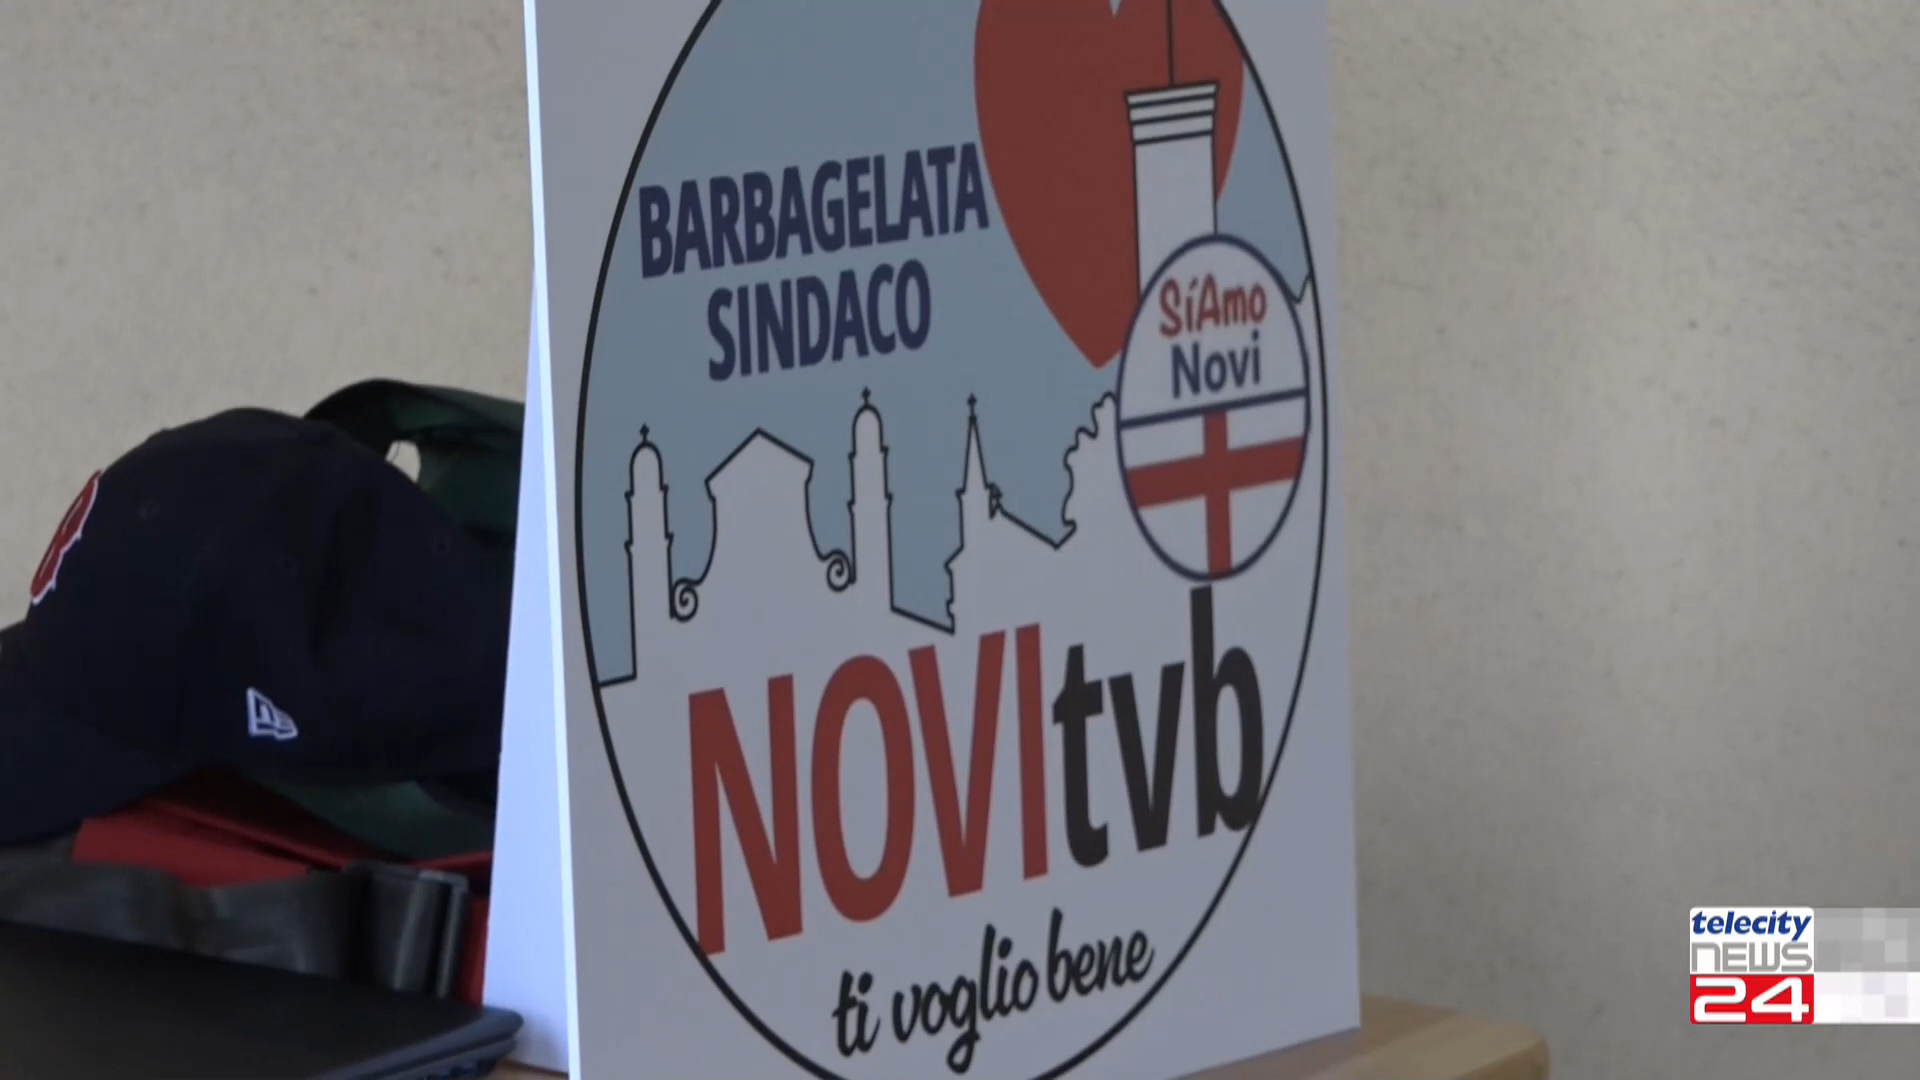 BARBAGELATA
SINDACO
SíAmo
Novi
NOVItvb
ti voglio bene
B
telecity
NEWS
24